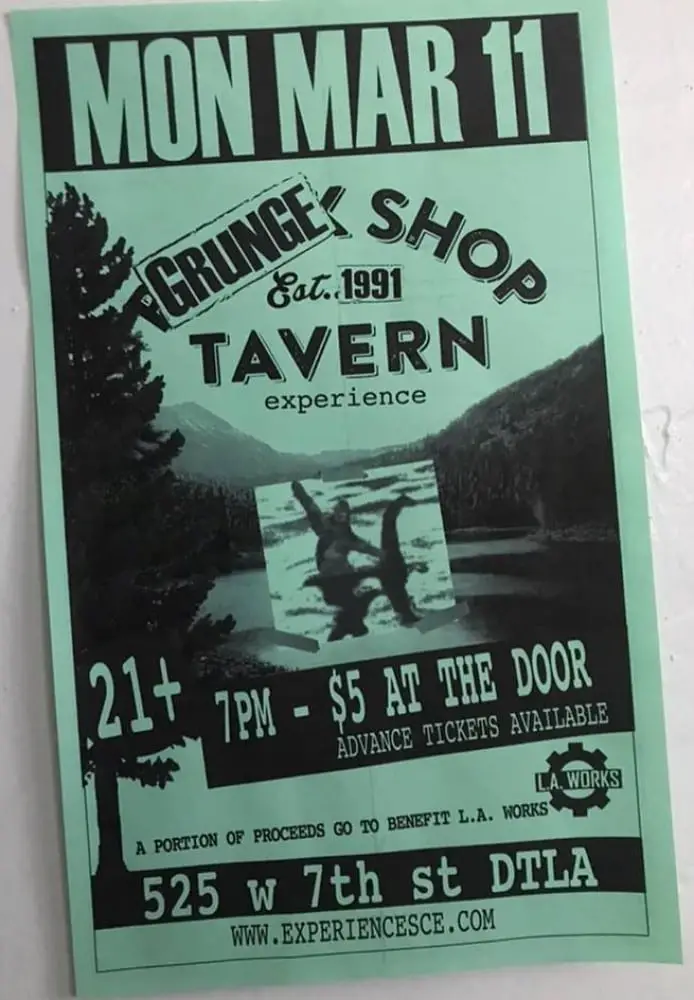 MON MAR 11
GRUNGE SHOP
Est. 1991
TAVERN
experience
21+
7PM - $5 AT THE DOOR
ADVANCE TICKETS AVAILABLE
L.A. WORKS
A PORTION OF PROCEEDS GO TO BENEFIT L.A. WORKS
525 w 7th st DTLA
WWW.EXPERIENCESCE.COM